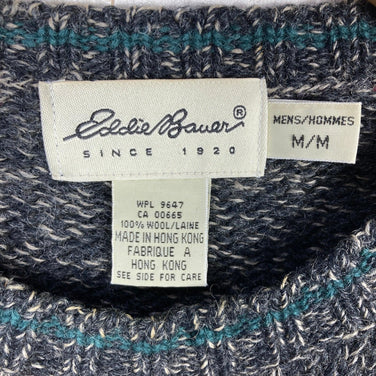 Eddie Bauer®
SINCE 1920
MENS/HOMMES
M/M
WPL 9647
CA 00665
100% WOOL/LAINE
MADE IN HONG KONG
FABRIQUE A
HONG KONG
SEE SIDE FOR CARE